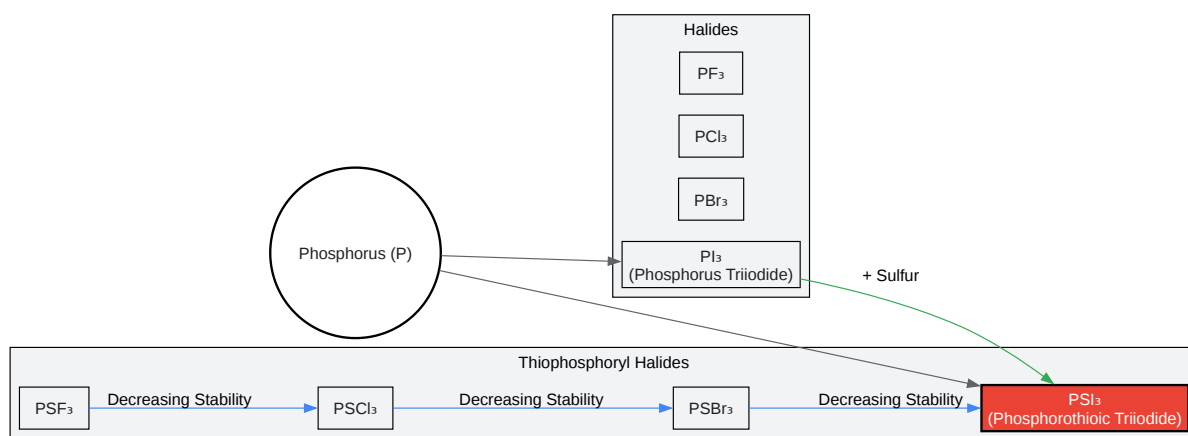 Halides
PF₃
PCl₃
PBr₃
Phosphorus (P)
PI₃
(Phosphorus Triiodide)
+ Sulfur
Thiophosphoryl Halides
PSF₃
Decreasing Stability
PSCl₃
Decreasing Stability
PSBr₃
Decreasing Stability
PSI₃
(Phosphorothioic Triiodide)